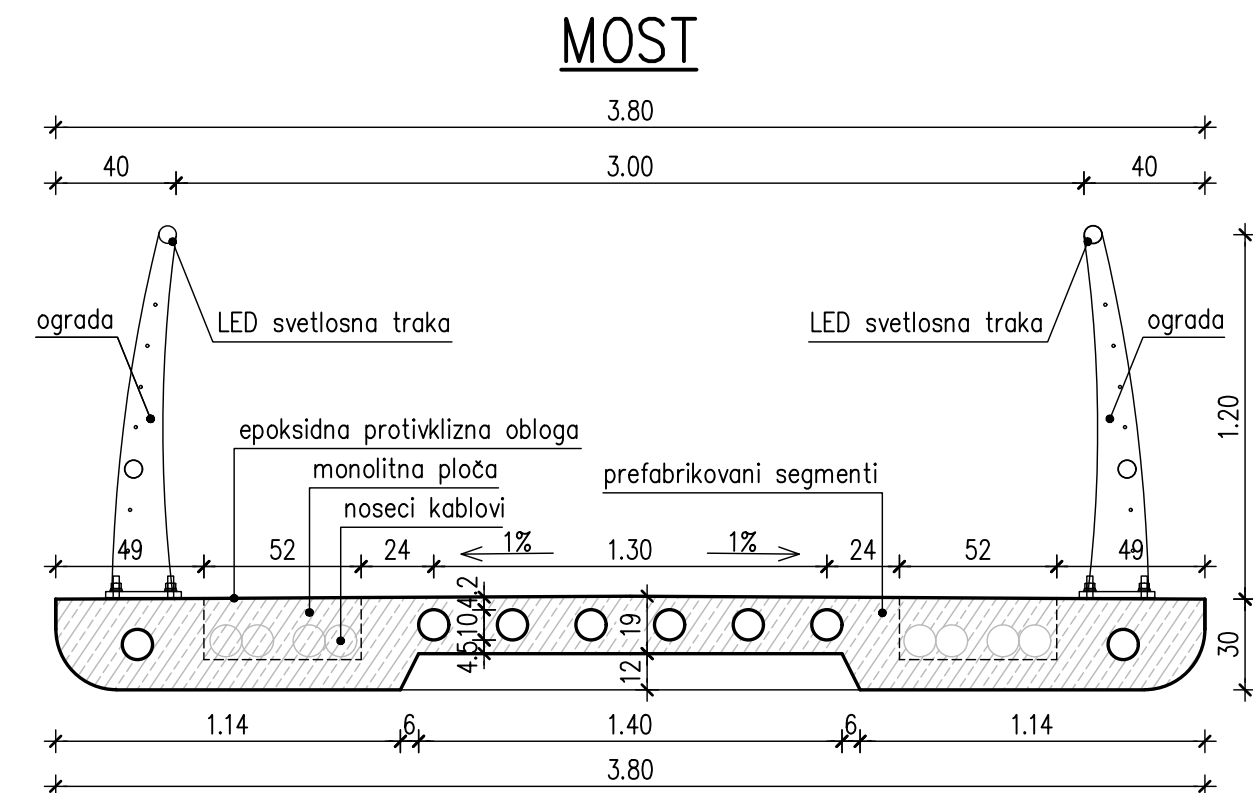 MOST
3.80
40 3.00 40
LED svetlosna traka LED svetlosna traka
ograda ograda
1.20
epoksidna protivklizna obloga
monolitna ploča prefabrikovani segmenti
noseci kablovi
49 52 24 1% 1.30 1% 24 52 49
4.2
10
4.5
19
12
30
1.14 6 1.40 6 1.14
3.80